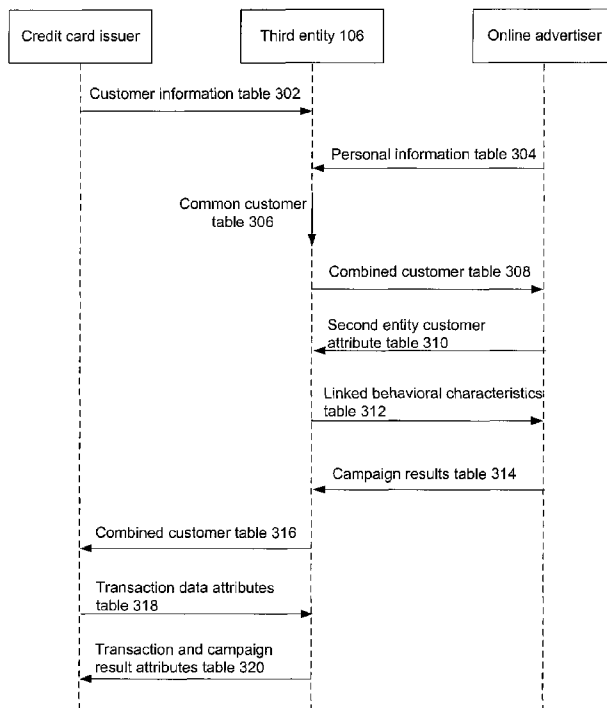 Credit card issuer
Third entity 106
Online advertiser
Customer information table 302
Personal information table 304
Common customer
table 306
Combined customer table 308
Second entity customer
attribute table 310
Linked behavioral characteristics
table 312
Campaign results table 314
Combined customer table 316
Transaction data attributes
table 318
Transaction and campaign
result attributes table 320